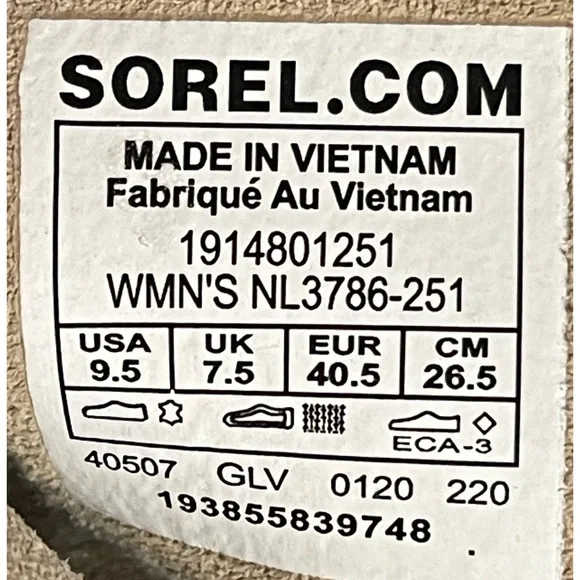 SOREL.COM
MADE IN VIETNAM
Fabriqué Au Vietnam
1914801251
WMN'S NL3786-251
USA UK EUR CM
9.5 7.5 40.5 26.5
ECA-3
40507 GLV 0120 220
193855839748